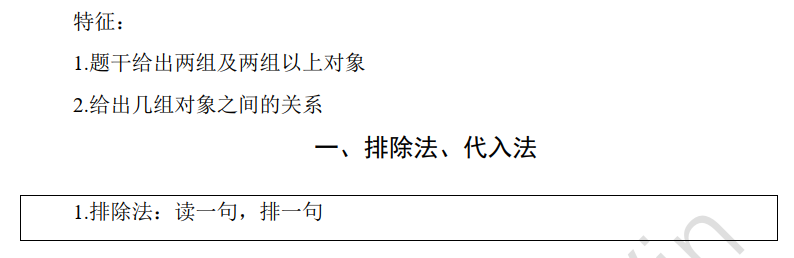 特征：
1.题干给出两组及两组以上对象
2.给出几组对象之间的关系
一、排除法、代入法
1.排除法：读一句，排一句